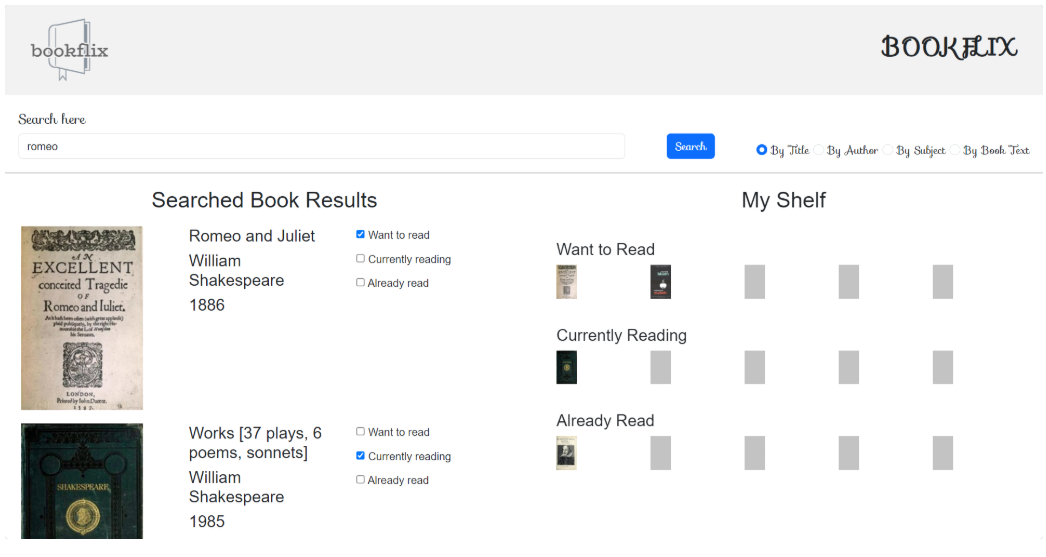 bookflix
BOOKFLIX
Search here
romeo
Search
By Title By Author By Subject By Book Text
Searched Book Results
My Shelf
AN
EXCELLENT
conceited Tragedie
OF
Romeo and Iuliet.
LONDON,
Romeo and Juliet
William
Shakespeare
1886
Want to read
Currently reading
Already read
SHAKESPEARE
Works [37 plays, 6
poems, sonnets]
William
Shakespeare
1985
Want to read
Currently reading
Already read
Want to Read
Currently Reading
Already Read